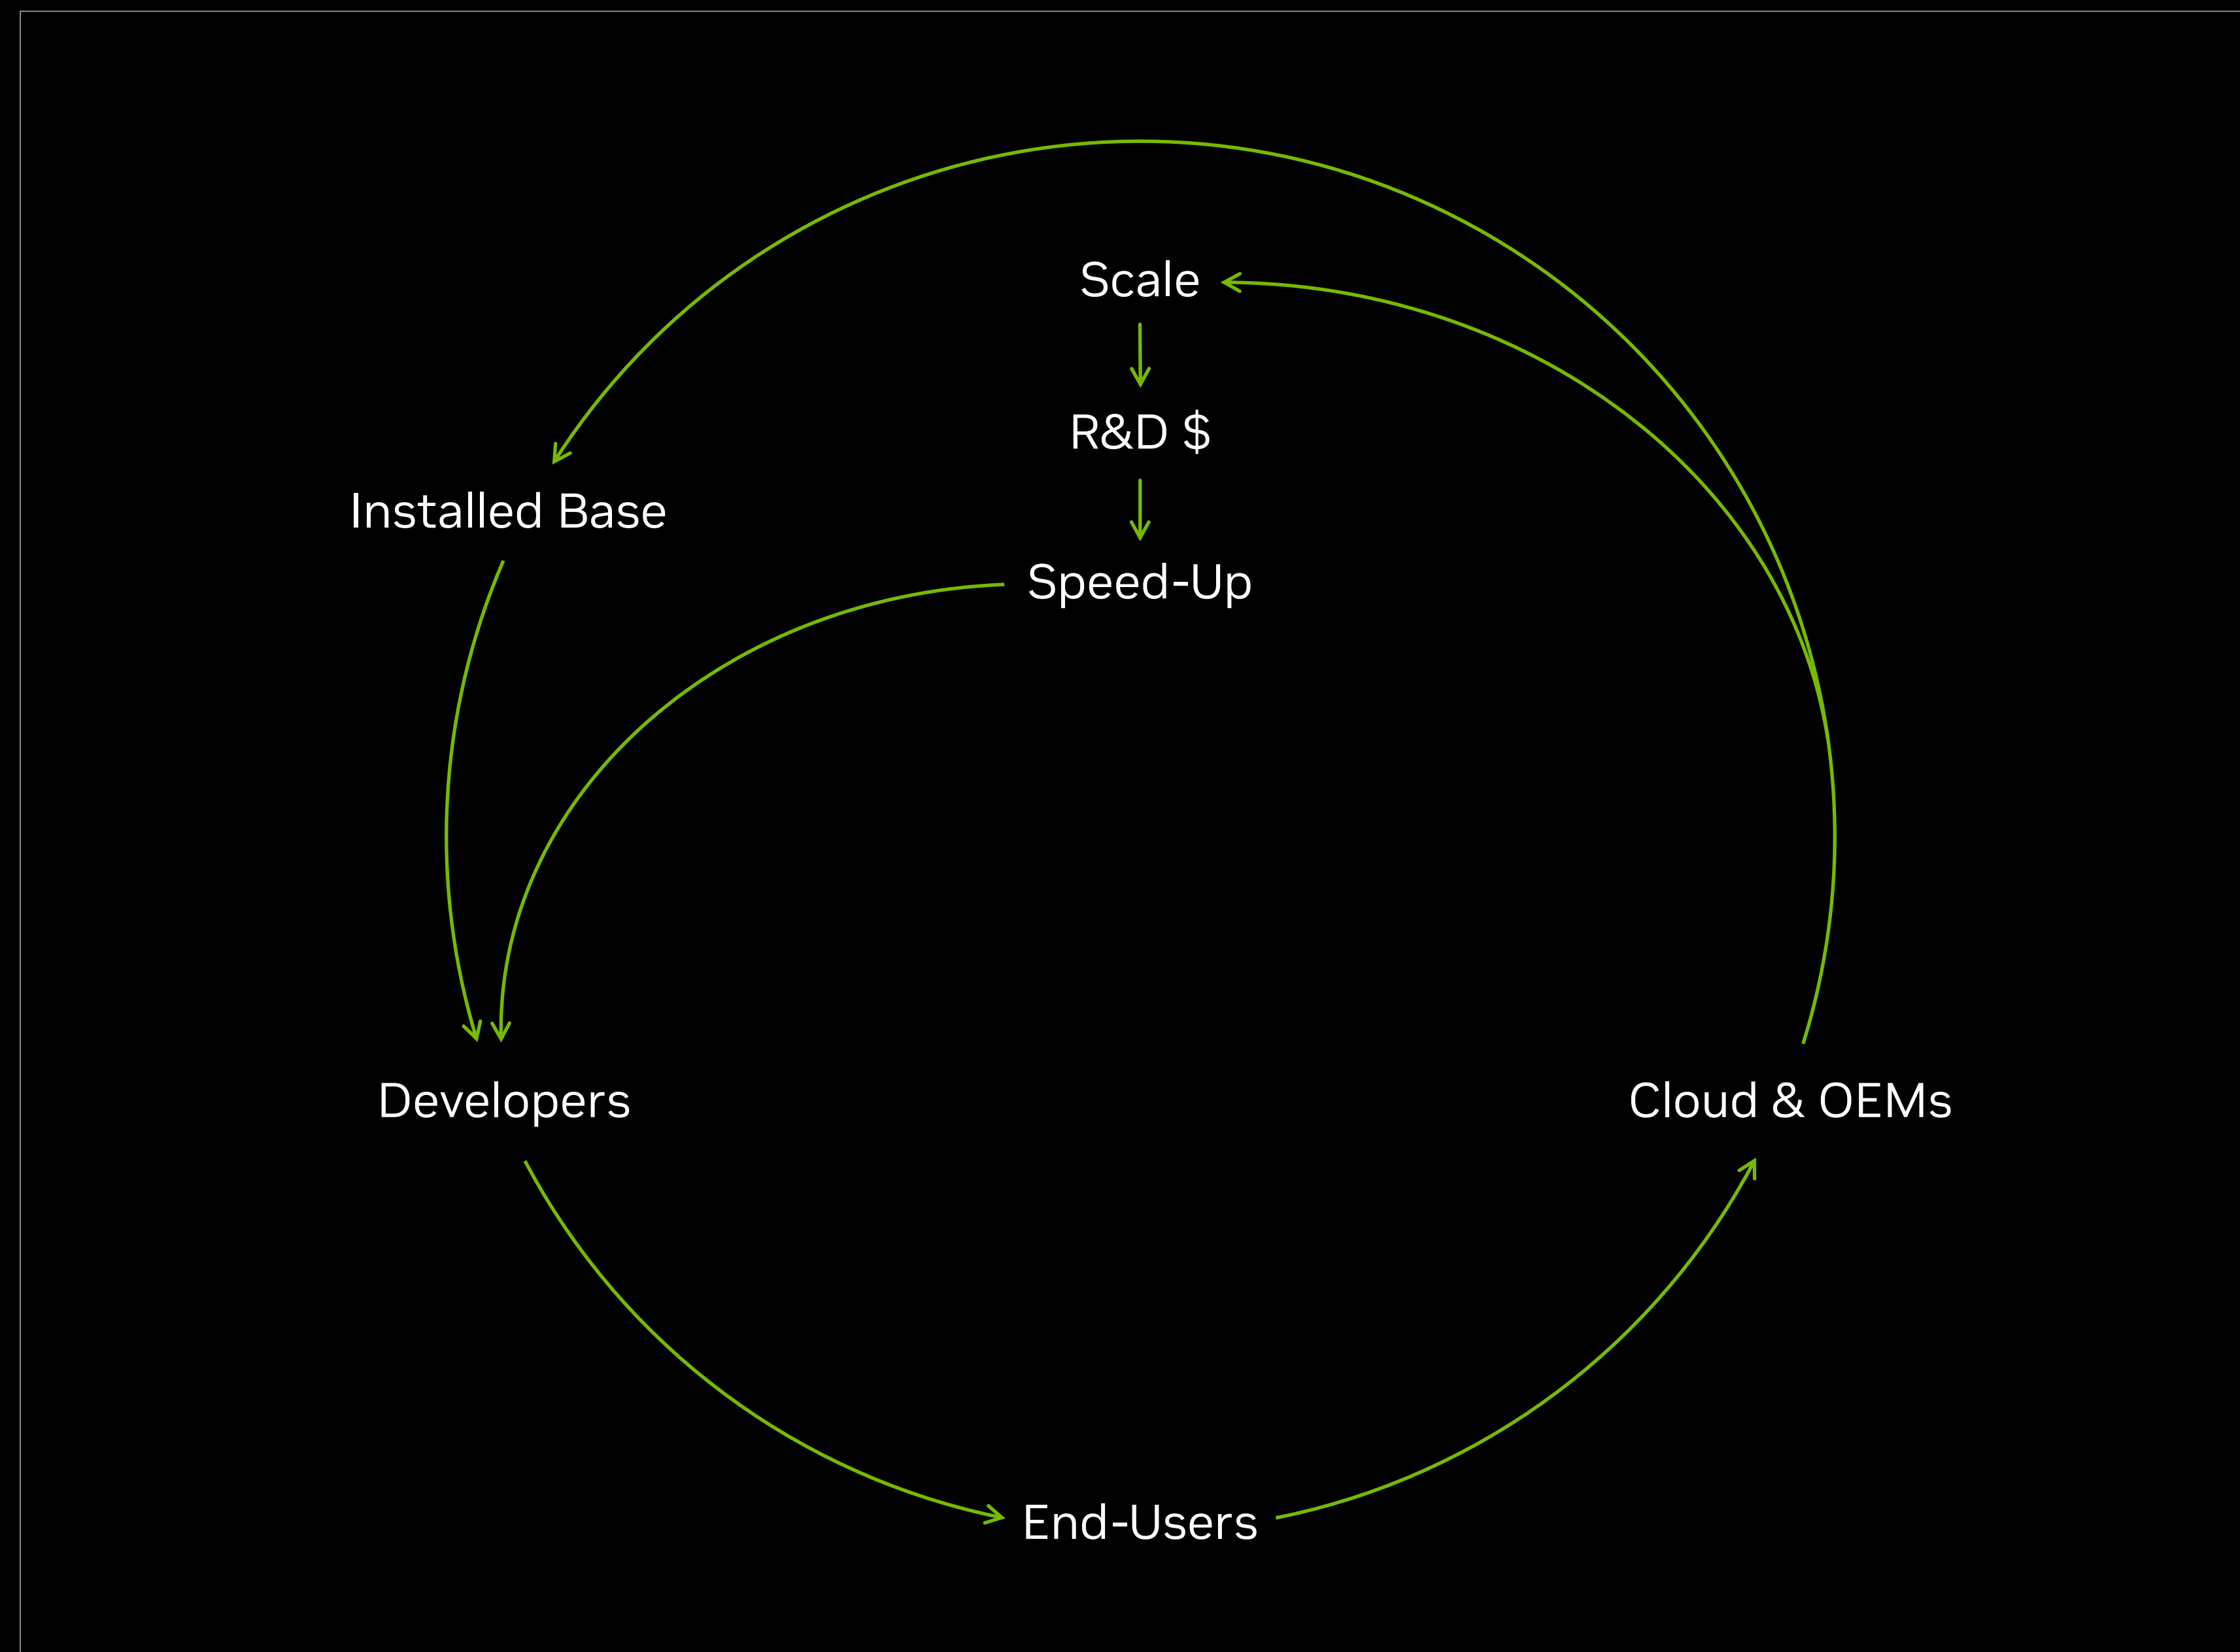 Scale
R&D $
Installed Base
Speed-Up
Developers
Cloud & OEMs
End-Users